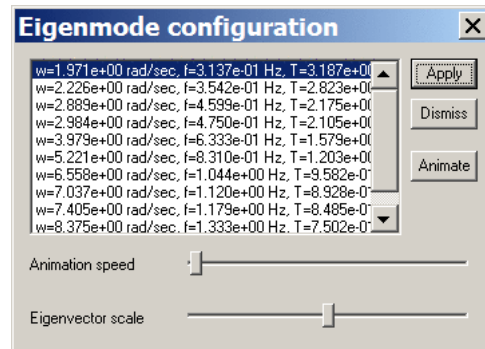 Eigenmode configuration
w=1.971e+00 rad/sec, f=3.137e-01 Hz, T=3.187e+00
w=2.226e+00 rad/sec, f=3.542e-01 Hz, T=2.823e+00
w=2.889e+00 rad/sec, f=4.599e-01 Hz, T=2.175e+00
w=2.984e+00 rad/sec, f=4.750e-01 Hz, T=2.105e+00
w=3.979e+00 rad/sec, f=6.333e-01 Hz, T=1.579e+00
w=5.221e+00 rad/sec, f=8.310e-01 Hz, T=1.203e+00
w=6.558e+00 rad/sec, f=1.044e+00 Hz, T=9.582e-0
w=7.037e+00 rad/sec, f=1.120e+00 Hz, T=8.928e-0
w=7.405e+00 rad/sec, f=1.179e+00 Hz, T=8.485e-0
w=8.375e+00 rad/sec, f=1.333e+00 Hz, T=7.502e-0
Apply
Dismiss
Animate
Animation speed
Eigenvector scale